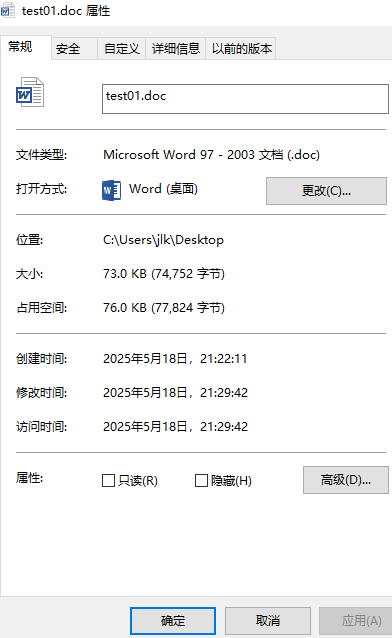 test01.doc 属性
常规 安全 自定义 详细信息 以前的版本
test01.doc
文件类型: Microsoft Word 97 - 2003 文档 (.doc)
打开方式: Word (桌面) 更改(C)...
位置: C:\Users\jlk\Desktop
大小: 73.0 KB (74,752 字节)
占用空间: 76.0 KB (77,824 字节)
创建时间: 2025年5月18日，21:22:11
修改时间: 2025年5月18日，21:29:42
访问时间: 2025年5月18日，21:29:42
属性: 只读(R) 隐藏(H) 高级(D)...
确定 取消 应用(A)